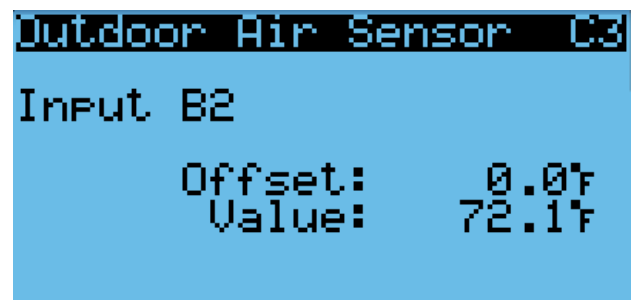 Outdoor Air Sensor C3
Input B2
Offset: 0.0°F
Value: 72.1°F